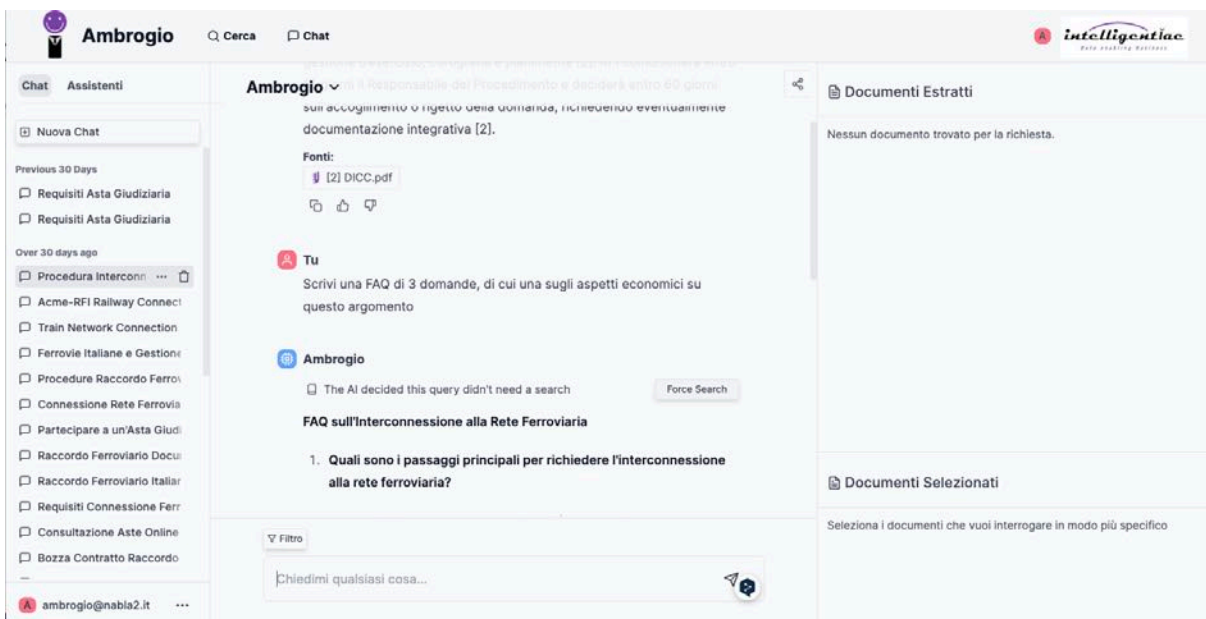 Ambrogio
Cerca
Chat
A
intelligentiae
Data enabling Business
Chat
Assistenti
Nuova Chat
Previous 30 Days
Requisiti Asta Giudiziaria
Requisiti Asta Giudiziaria
Over 30 days ago
Procedura Interconn ...
Acme-RFI Railway Connect
Train Network Connection
Ferrovie Italiane e Gestione
Procedure Raccordo Ferrov
Connessione Rete Ferrovia
Partecipare a un'Asta Giudi
Raccordo Ferroviario Docu
Raccordo Ferroviario Italiar
Requisiti Connessione Ferr
Consultazione Aste Online
Bozza Contratto Raccordo
A
ambrogio@nabla2.it ...
Ambrogio
il Responsabile del Procedimento e deciderà entro 60 giorni
sull'accoglimento o rigetto della domanda, richiedendo eventualmente
documentazione integrativa [2].
Fonti:
[2] DICC.pdf
Tu
Scrivi una FAQ di 3 domande, di cui una sugli aspetti economici su
questo argomento
Ambrogio
The AI decided this query didn't need a search
Force Search
FAQ sull'Interconnessione alla Rete Ferroviaria
1. Quali sono i passaggi principali per richiedere l'interconnessione
alla rete ferroviaria?
Filtro
Chiedimi qualsiasi cosa...
Documenti Estratti
Nessun documento trovato per la richiesta.
Documenti Selezionati
Seleziona i documenti che vuoi interrogare in modo più specifico